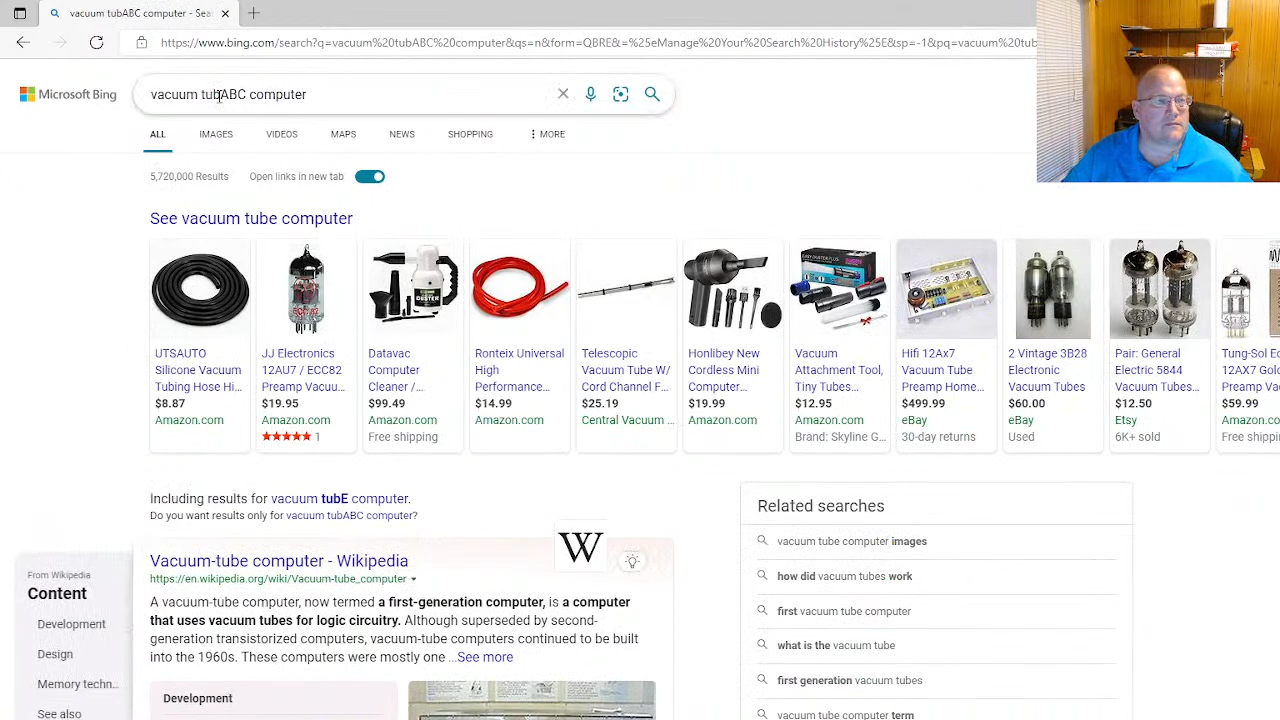 vacuum tubABC computer - Sea
https://www.bing.com/search?q=vacuum%20tubABC%20computer&qs=n&form=QBRE&=%25eManage%20Your%20Search%20History%25E&sp=-1&pq=vacuum%20tub
Microsoft Bing
vacuum tubABC computer
ALL IMAGES VIDEOS MAPS NEWS SHOPPING MORE
5,720,000 Results Open links in new tab
See vacuum tube computer
UTSAUTO Silicone Vacuum Tubing Hose Hi...
$8.87
Amazon.com
JJ Electronics 12AU7 / ECC82 Preamp Vacuu...
$19.95
Amazon.com
1
Datavac Computer Cleaner /...
$99.49
Amazon.com
Free shipping
Ronteix Universal High Performance...
$14.99
Amazon.com
Telescopic Vacuum Tube W/ Cord Channel F...
$25.19
Central Vacuum ...
Honlibey New Cordless Mini Computer...
$19.99
Amazon.com
Vacuum Attachment Tool, Tiny Tubes...
$12.95
Amazon.com
Brand: Skyline G...
Hifi 12Ax7 Vacuum Tube Preamp Home...
$499.99
eBay
30-day returns
2 Vintage 3B28 Electronic Vacuum Tubes
$60.00
eBay
Used
Pair: General Electric 5844 Vacuum Tubes...
$12.50
Etsy
6K+ sold
Tung-Sol Ec 12AX7 Gold Preamp Va
$59.99
Amazon.co
Free shippi
Including results for vacuum tubE computer.
Do you want results only for vacuum tubABC computer?
From Wikipedia
Content
Development
Design
Memory techn...
See also
W
Vacuum-tube computer - Wikipedia
https://en.wikipedia.org/wiki/Vacuum-tube_computer
A vacuum-tube computer, now termed a first-generation computer, is a computer
that uses vacuum tubes for logic circuitry. Although superseded by second-
generation transistorized computers, vacuum-tube computers continued to be built
into the 1960s. These computers were mostly one ...See more
Development
Related searches
vacuum tube computer images
how did vacuum tubes work
first vacuum tube computer
what is the vacuum tube
first generation vacuum tubes
vacuum tube computer term